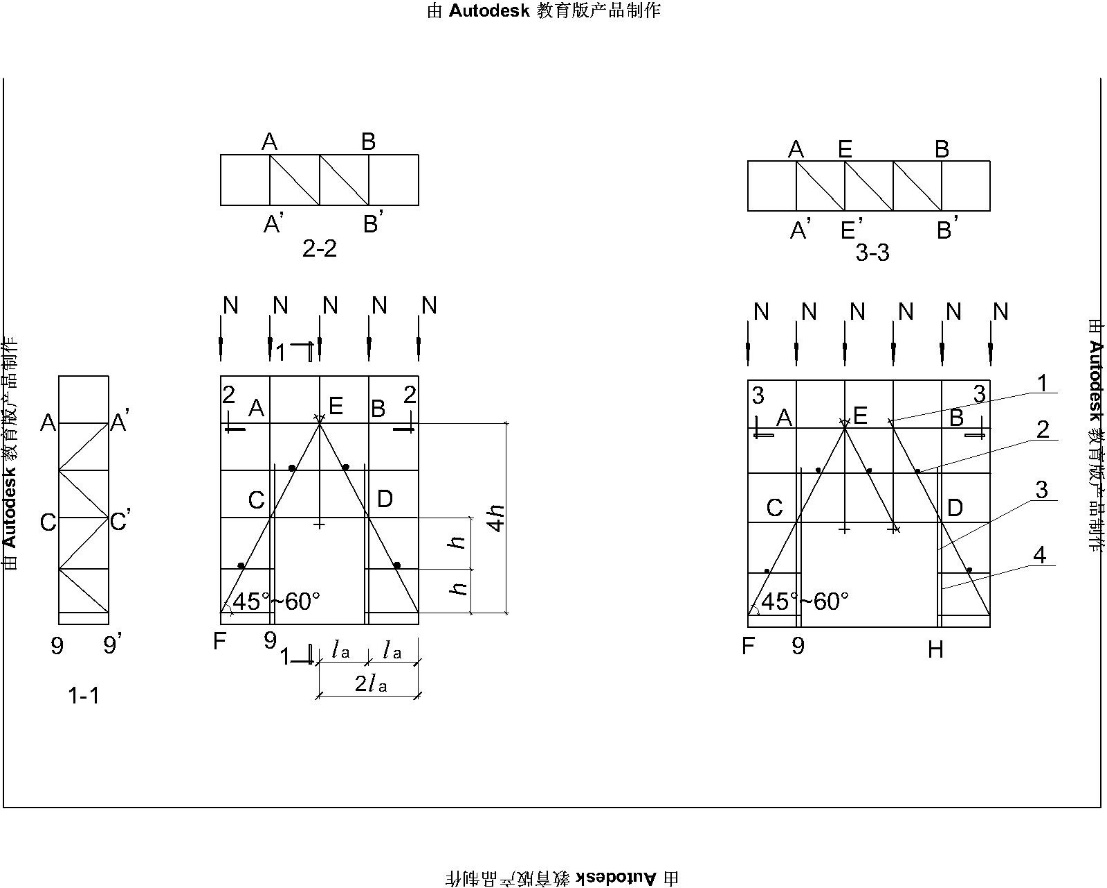 由 Autodesk 教育版产品制作
A B
A' B'
2-2
A E B
A' E' B'
3-3
N N N N N
N N N N N
1
2 A E B 2
C D
45°~60°
F 9
1
la la
2la
h
h
4h
A A'
C C'
9 9'
1-1
3 A E B 3
C D
45°~60°
F 9 H
1
2
3
4
由 Autodesk 教育版产品制作
由 Autodesk 教育版产品制作
由 Autodesk 教育版产品制作